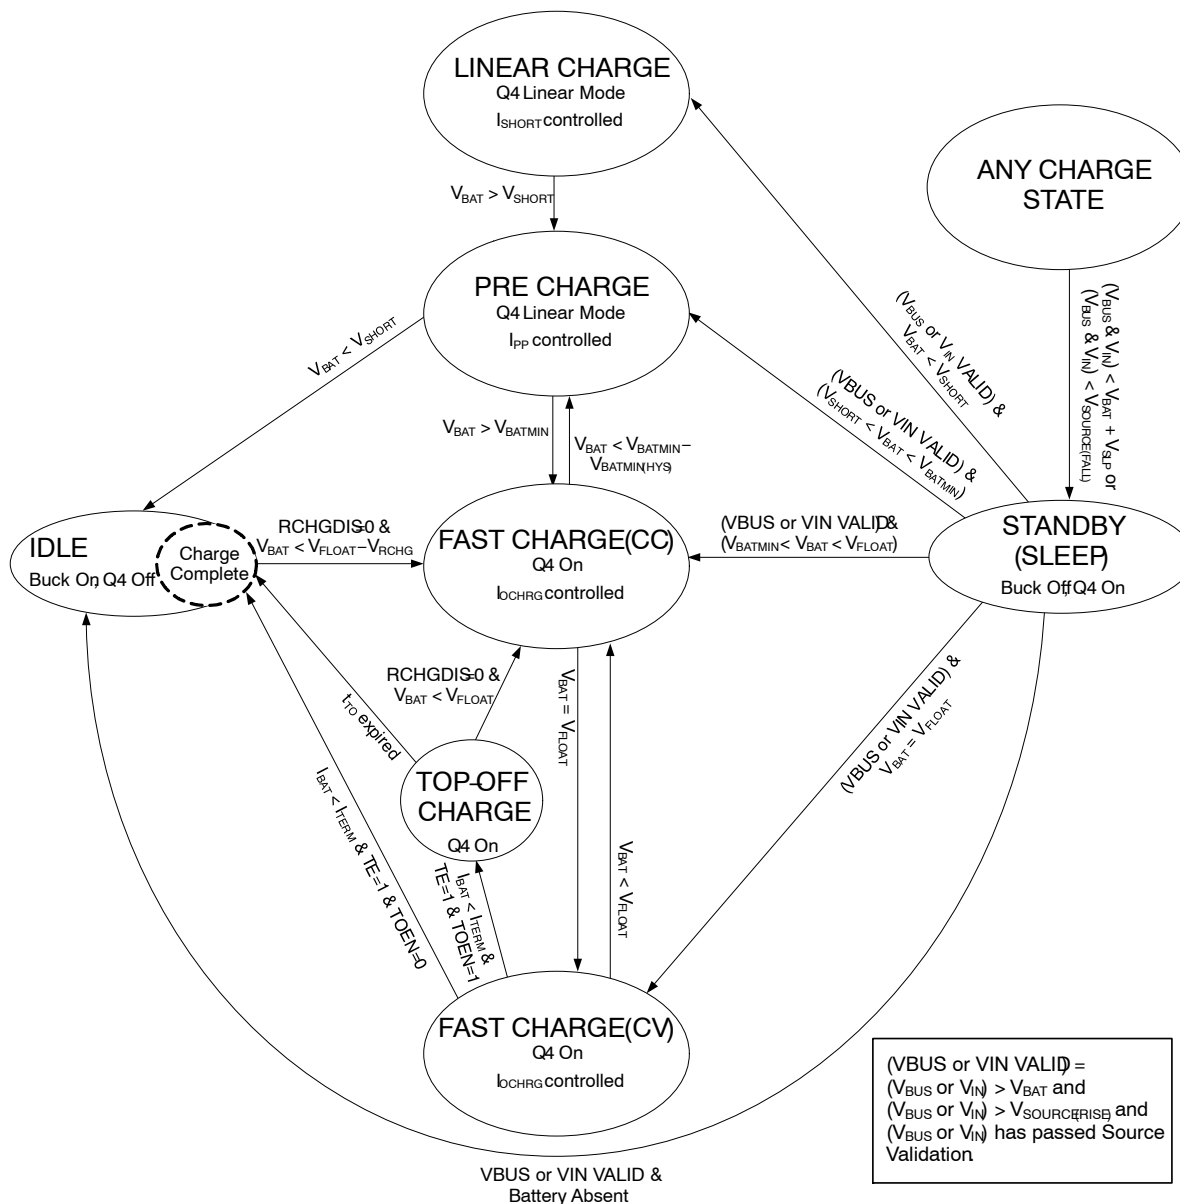 LINEAR CHARGE
Q4 Linear Mode
ISHORT controlled
VBAT > VSHORT
ANY CHARGE
STATE
PRE CHARGE
Q4 Linear Mode
IPP controlled
VBAT < VSHORT
(VBUS or VIN VALID) &
VBAT < VSHORT
(VBUS & VIN) < VBAT + VSLP or
(VBUS & VIN) < VSOURCE(FALL)
(VBUS or VIN VALID) &
(VSHORT < VBAT < VBATMIN)
VBAT > VBATMIN
VBAT < VBATMIN–
VBATMIN(HYS)
IDLE
Buck On, Q4 Off
Charge
Complete
RCHGDIS=0 &
VBAT < VFLOAT–VRCHG
FAST CHARGE(CC)
Q4 On
IOCHRG controlled
(VBUS or VIN VALID) &
(VBATMIN < VBAT < VFLOAT)
STANDBY
(SLEEP)
Buck Off, Q4 On
RCHGDIS=0 &
VBAT < VFLOAT
tTO expired
VBAT = VFLOAT
(VBUS or VIN VALID) &
VBAT = VFLOAT
TOP–OFF
CHARGE
Q4 On
IBAT < ITERM & TE=1 & TOEN=0
IBAT < ITERM &
TE=1 & TOEN=1
VBAT < VFLOAT
FAST CHARGE(CV)
Q4 On
IOCHRG controlled
(VBUS or VIN VALID) =
(VBUS or VIN) > VBAT and
(VBUS or VIN) > VSOURCE(RISE) and
(VBUS or VIN) has passed Source
Validation.
VBUS or VIN VALID &
Battery Absent